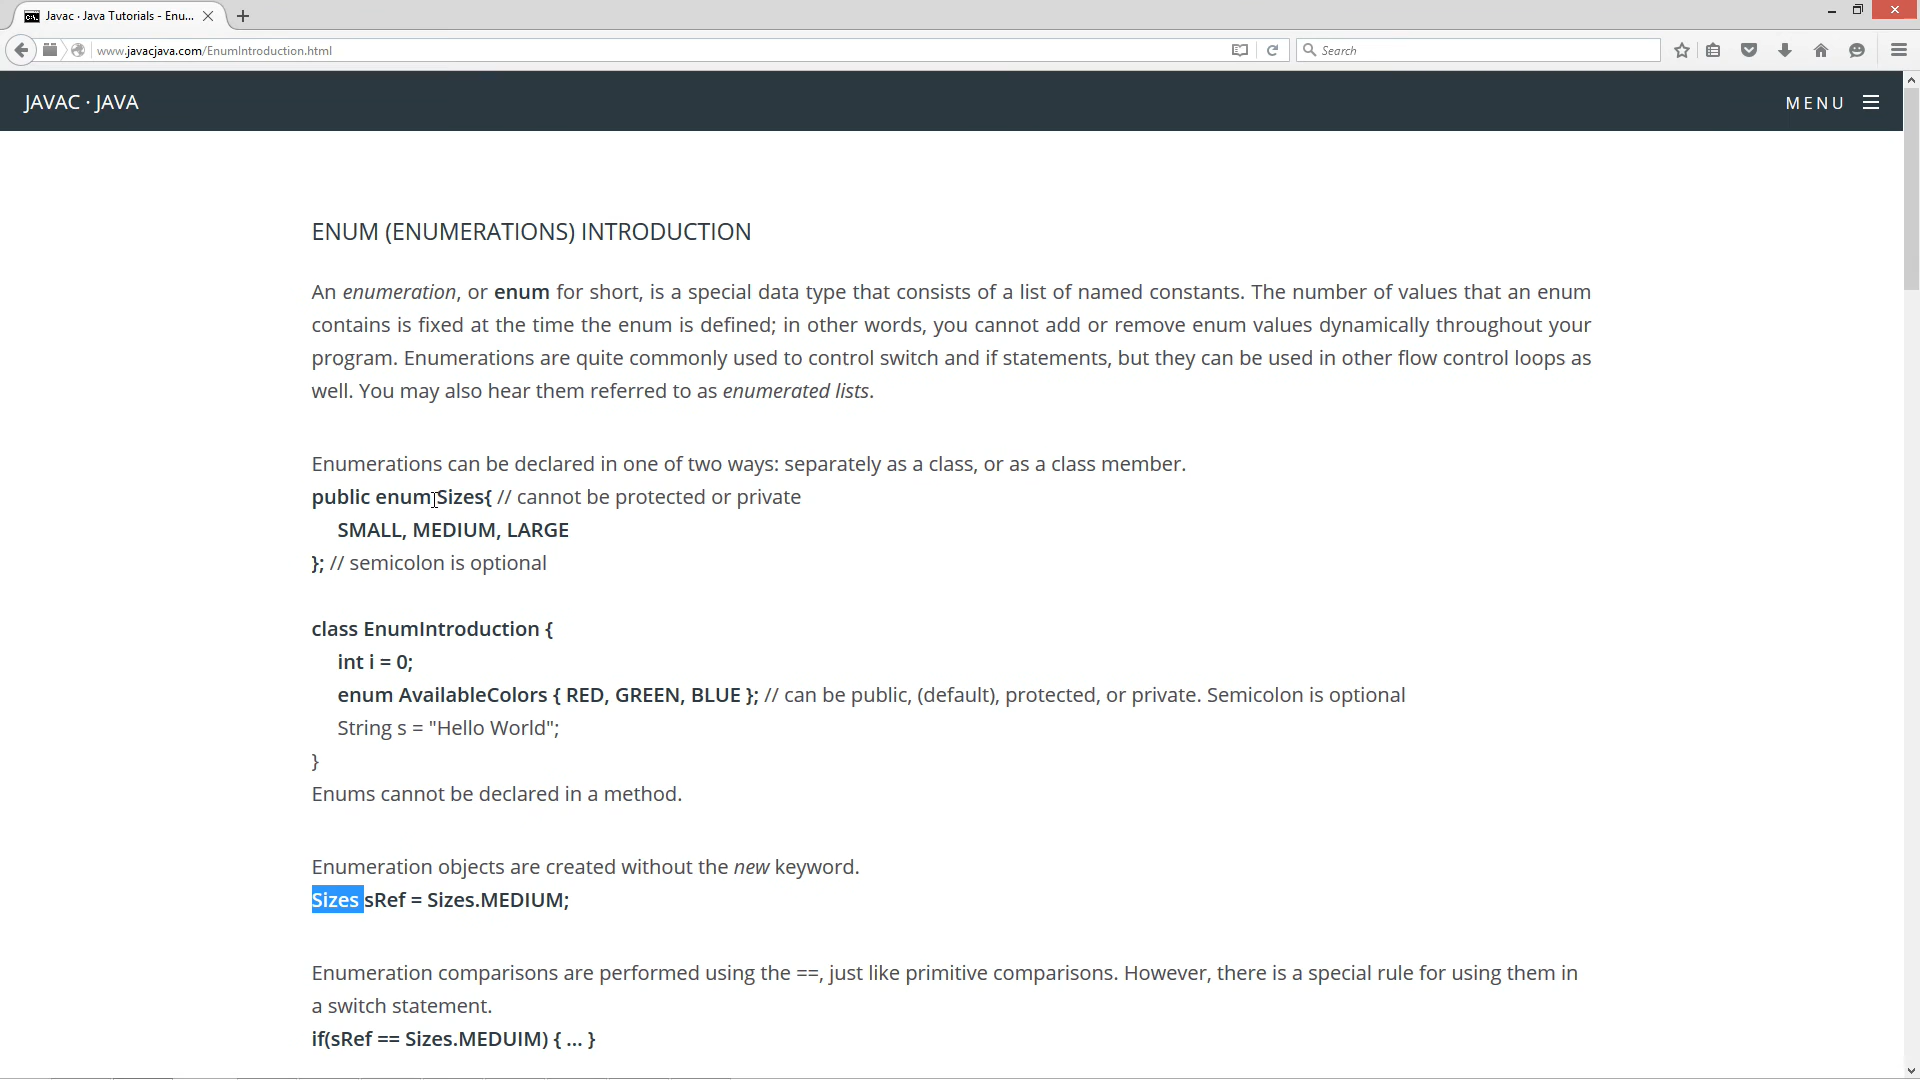 Javac · Java Tutorials - Enu...
www.javacjava.com/EnumIntroduction.html
Search
JAVAC · JAVA
MENU
ENUM (ENUMERATIONS) INTRODUCTION
An enumeration, or enum for short, is a special data type that consists of a list of named constants. The number of values that an enum
contains is fixed at the time the enum is defined; in other words, you cannot add or remove enum values dynamically throughout your
program. Enumerations are quite commonly used to control switch and if statements, but they can be used in other flow control loops as
well. You may also hear them referred to as enumerated lists.
Enumerations can be declared in one of two ways: separately as a class, or as a class member.
public enum Sizes{ // cannot be protected or private
SMALL, MEDIUM, LARGE
}; // semicolon is optional
class EnumIntroduction {
int i = 0;
enum AvailableColors { RED, GREEN, BLUE }; // can be public, (default), protected, or private. Semicolon is optional
String s = "Hello World";
}
Enums cannot be declared in a method.
Enumeration objects are created without the new keyword.
Sizes sRef = Sizes.MEDIUM;
Enumeration comparisons are performed using the ==, just like primitive comparisons. However, there is a special rule for using them in
a switch statement.
if(sRef == Sizes.MEDUIM) { ... }